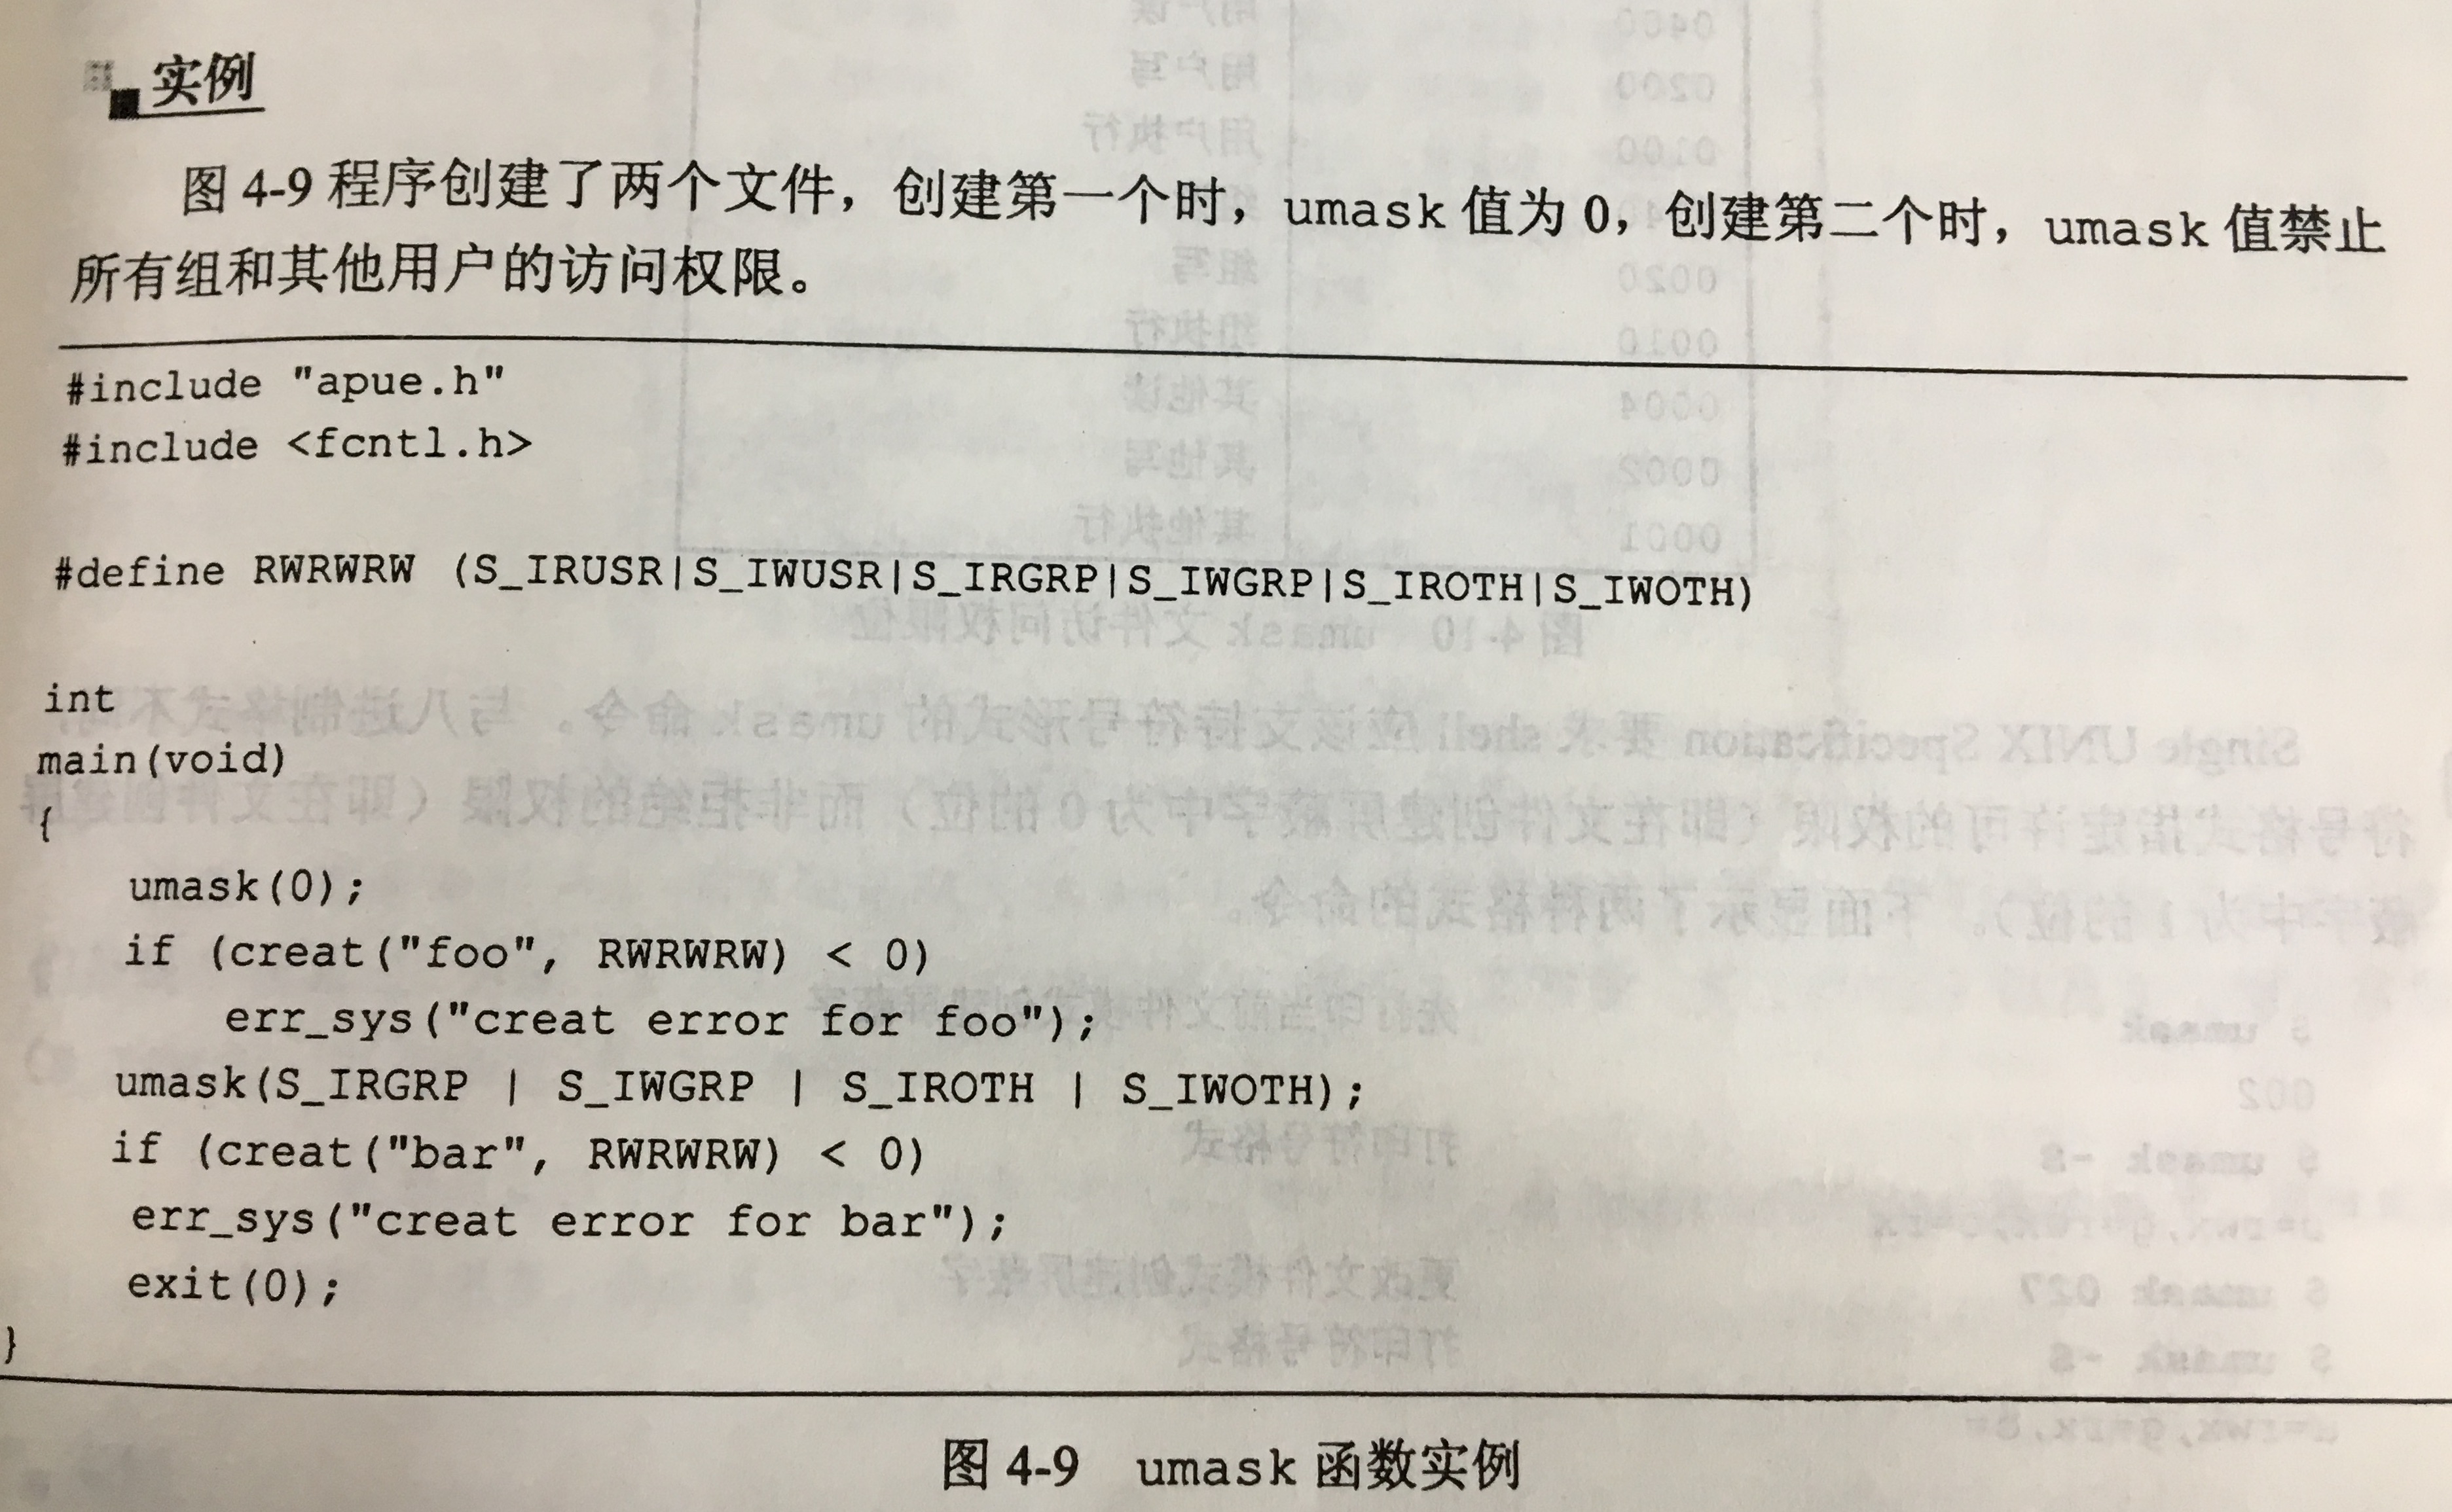 实例
图 4-9 程序创建了两个文件，创建第一个时，umask 值为 0，创建第二个时，umask 值禁止
所有组和其他用户的访问权限。
#include "apue.h"
#include <fcntl.h>
#define RWRWRW (S_IRUSR|S_IWUSR|S_IRGRP|S_IWGRP|S_IROTH|S_IWOTH)
int
main(void)
{
    umask(0);
    if (creat("foo", RWRWRW) < 0)
        err_sys("creat error for foo");
    umask(S_IRGRP | S_IWGRP | S_IROTH | S_IWOTH);
    if (creat("bar", RWRWRW) < 0)
    err_sys("creat error for bar");
    exit(0);
}
图 4-9 umask 函数实例